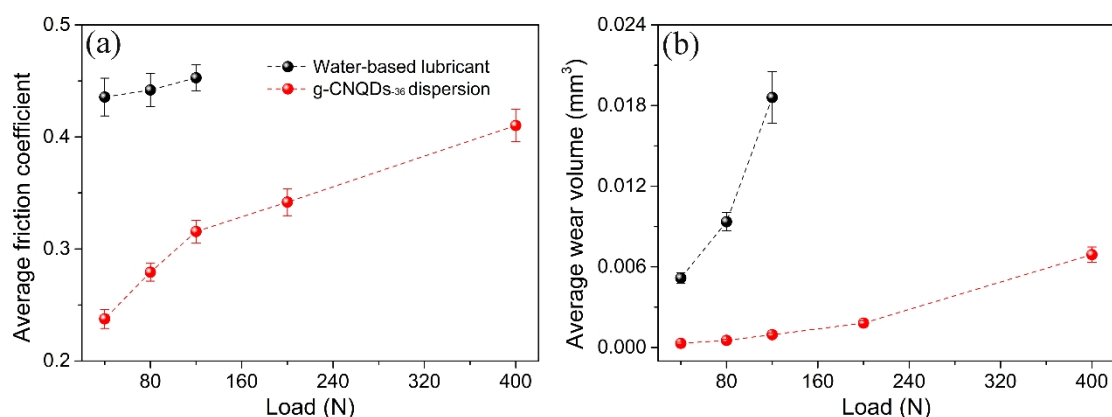 (a)
Water-based lubricant
g-CNQDs-36 dispersion
Average friction coefficient
0.5
0.4
0.3
0.2
80 160 240 320 400
Load (N)
(b)
Average wear volume (mm³)
0.024
0.018
0.012
0.006
0.000
80 160 240 320 400
Load (N)